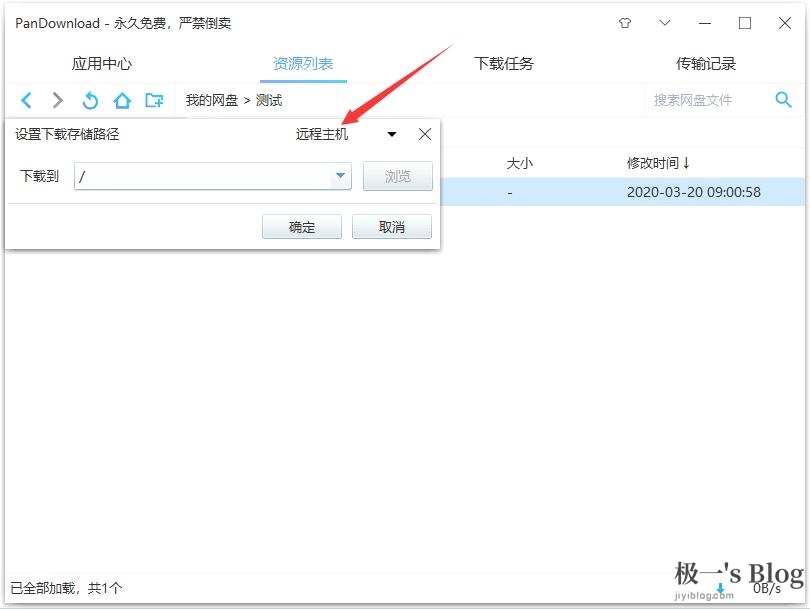 PanDownload - 永久免费，严禁倒卖
应用中心 资源列表 下载任务 传输记录
我的网盘 > 测试 搜索网盘文件
设置下载存储路径 远程主机
大小 修改时间↓
下载到 / 浏览
- 2020-03-20 09:00:58
确定 取消
已全部加载，共1个
极一's Blog
jiyiblog.com
0B/s